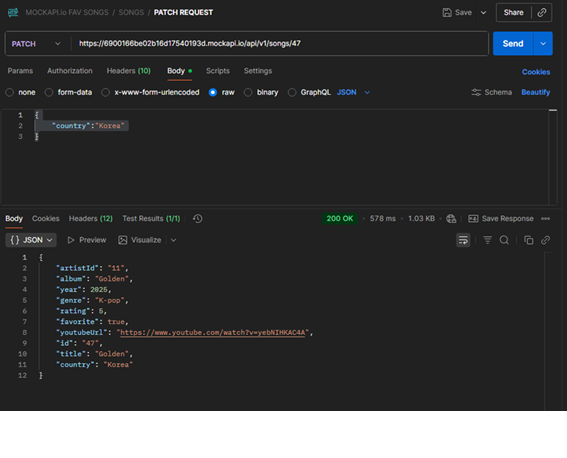 MOCKAPI.io FAV SONGS / SONGS / PATCH REQUEST Save Share
PATCH https://6900166be02b16d17540193d.mockapi.io/api/v1/songs/47 Send
Params Authorization Headers (10) Body Scripts Settings Cookies
none form-data x-www-form-urlencoded raw binary GraphQL JSON Schema Beautify
1 {
2 "country":"Korea"
3 }
Body Cookies Headers (12) Test Results (1/1) 200 OK • 578 ms • 1.03 KB • Save Response
{} JSON Preview Visualize
1 {
2 "artistId": "11",
3 "album": "Golden",
4 "year": 2025,
5 "genre": "K-pop",
6 "rating": 5,
7 "favorite": true,
8 "youtubeUrl": "https://www.youtube.com/watch?v=yebNIHKAC4A",
9 "id": "47",
10 "title": "Golden",
11 "country": "Korea"
12 }